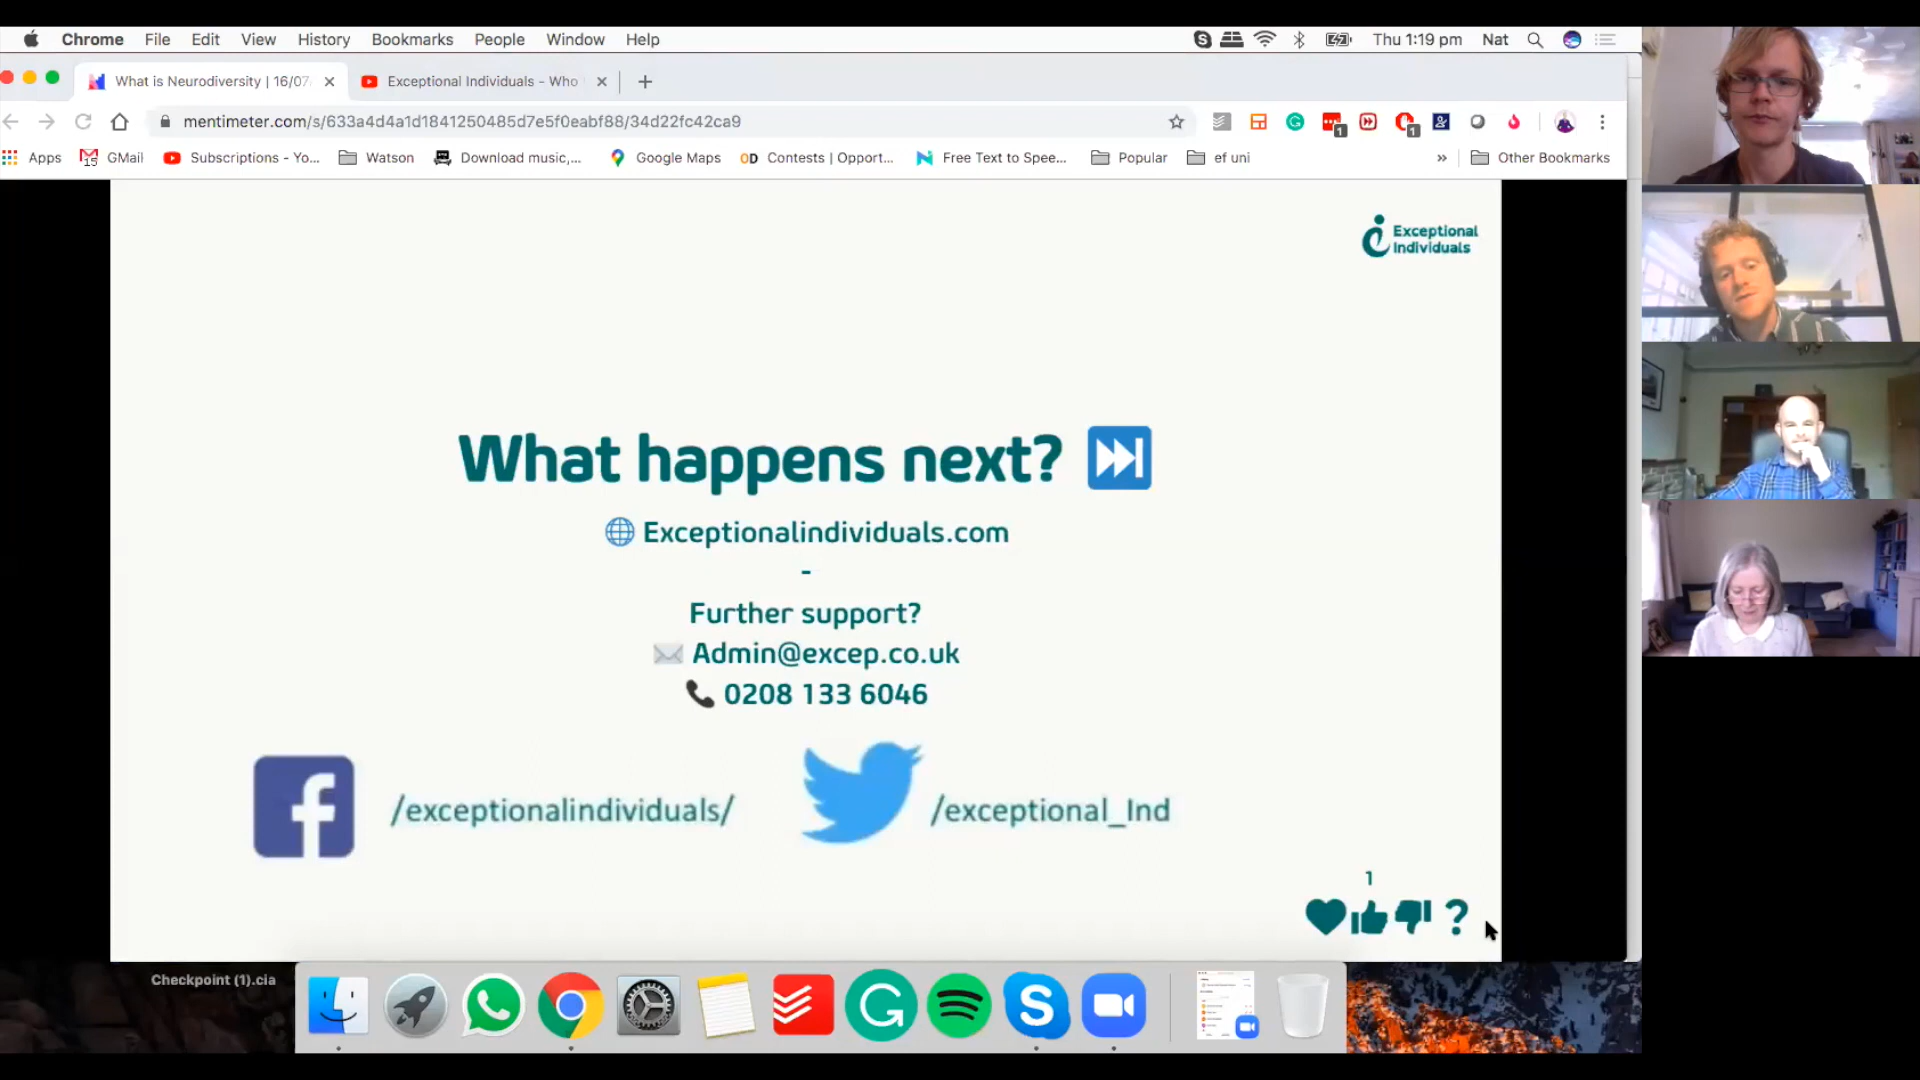 Chrome File Edit View History Bookmarks People Window Help Thu 1:19 pm Nat
What is Neurodiversity | 16/07 Exceptional Individuals - Who
mentimeter.com/s/633a4d4a1d1841250485d7e5f0eabf88/34d22fc42ca9
Apps 15 GMail Subscriptions - Yo... Watson Download music,... Google Maps OD Contests | Opport... Free Text to Spee... Popular ef uni » Other Bookmarks
Exceptional
Individuals
What happens next?
Exceptionalindividuals.com
-
Further support?
Admin@excep.co.uk
0208 133 6046
/exceptionalindividuals/ /exceptional_Ind
1
?
Checkpoint (1).cia